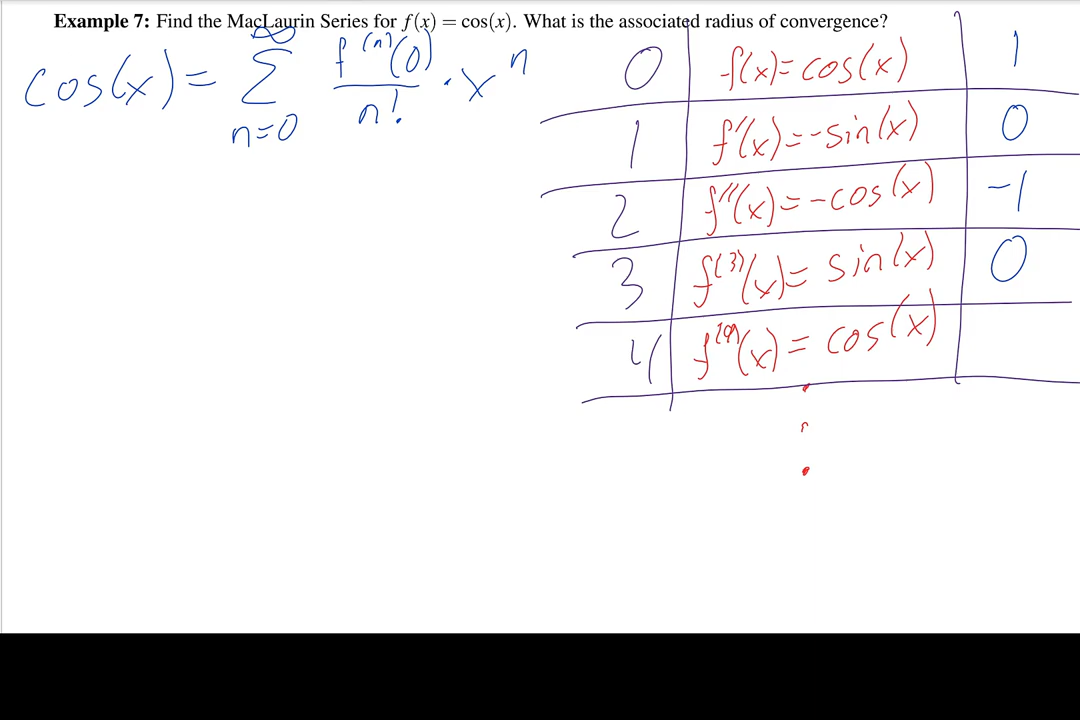 Example 7: Find the MacLaurin Series for f(x) = cos(x). What is the associated radius of convergence?
cos(x) = ∞ Σ n=0 f^(n)(0) / n! · x^n
0 f(x)=cos(x) 1
1 f'(x)=-sin(x) 0
2 f''(x)=-cos(x) -1
3 f^(3)(x)=sin(x) 0
4 f^(4)(x)=cos(x)